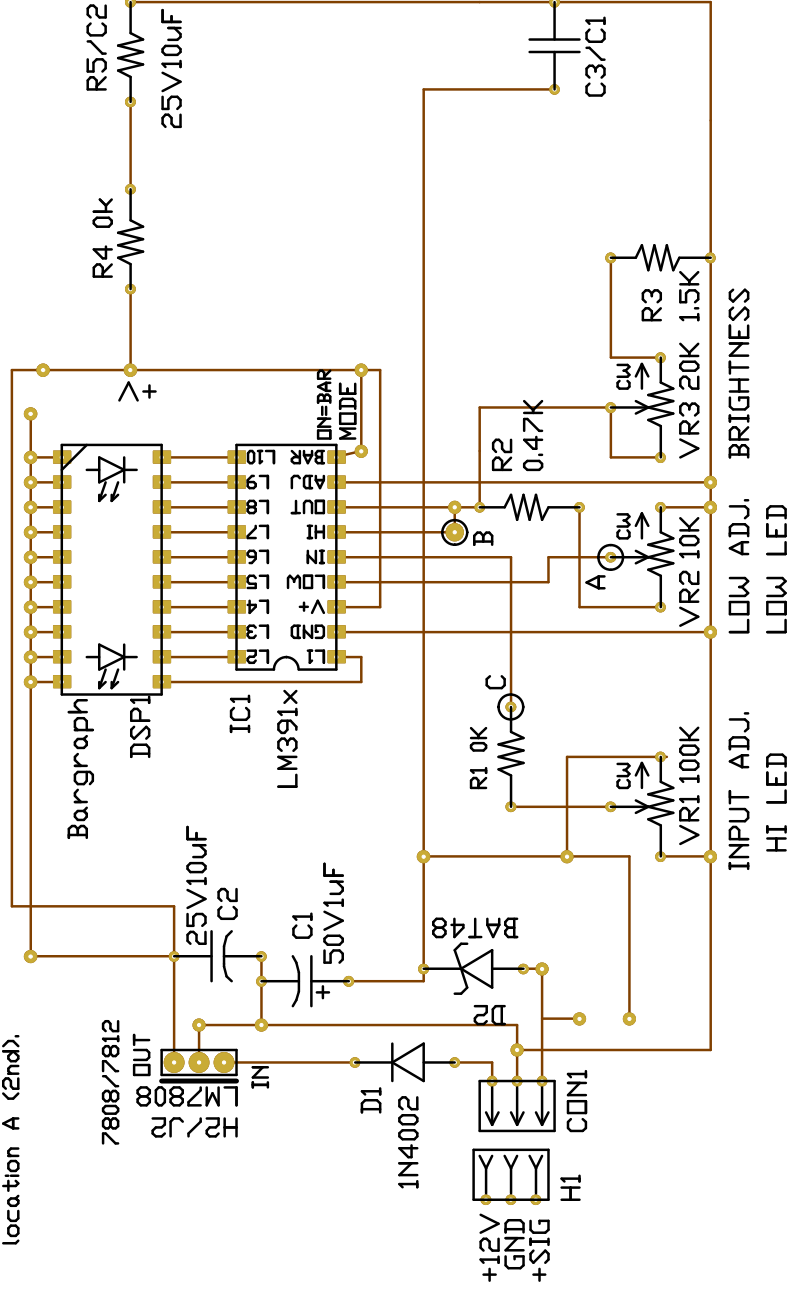 location A (2nd).
7808/7812
OUT
IN
LM7808
H2/J2
25V10uF
C2
C1
50V1uF
+
D1
1N4002
BAT48
D2
CON1
H1
+12V
GND
+SIG
Bargraph
DSP1
IC1
LM391x
L10
L9
L8
L7
L6
L5
L4
L3
L2
BAR
ADJ
OUT
HI
IN
LOW
V+
GND
L1
ON=BAR
MODE
V+
R4 0k
R5/C2
25V10uF
C3/C1
R3
1.5K
CW
VR3 20K
BRIGHTNESS
R2
0.47K
B
A
CW
VR2 10K
LOW ADJ.
LOW LED
C
R1 0K
CW
VR1 100K
INPUT ADJ.
HI LED